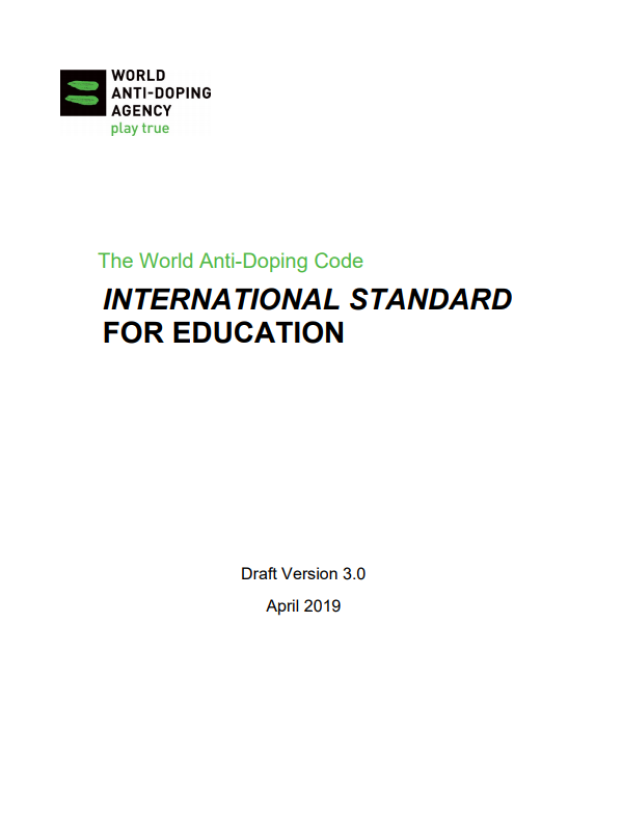 WORLD
ANTI-DOPING
AGENCY
play true
The World Anti-Doping Code
INTERNATIONAL STANDARD
FOR EDUCATION
Draft Version 3.0
April 2019